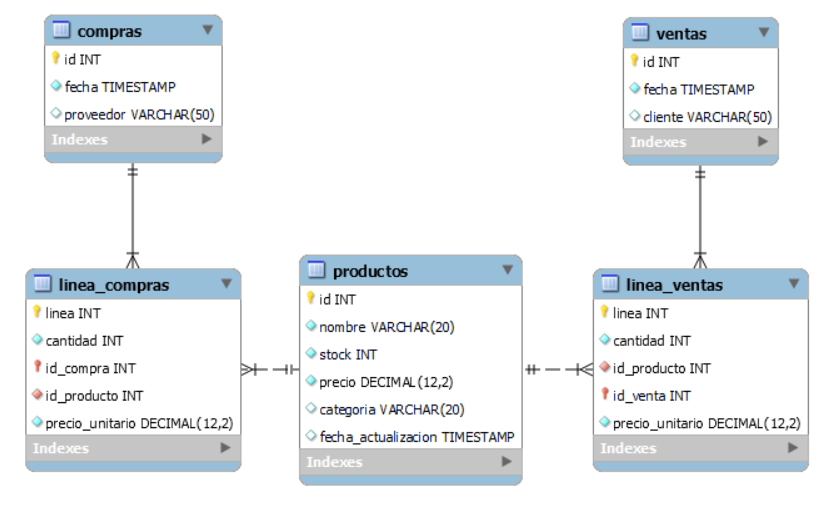 compras
id INT
fecha TIMESTAMP
proveedor VARCHAR(50)
Indexes
ventas
id INT
fecha TIMESTAMP
cliente VARCHAR(50)
Indexes
linea_compras
linea INT
cantidad INT
id_compra INT
id_producto INT
precio_unitario DECIMAL(12,2)
Indexes
productos
id INT
nombre VARCHAR(20)
stock INT
precio DECIMAL(12,2)
categoria VARCHAR(20)
fecha_actualizacion TIMESTAMP
Indexes
linea_ventas
linea INT
cantidad INT
id_producto INT
id_venta INT
precio_unitario DECIMAL(12,2)
Indexes